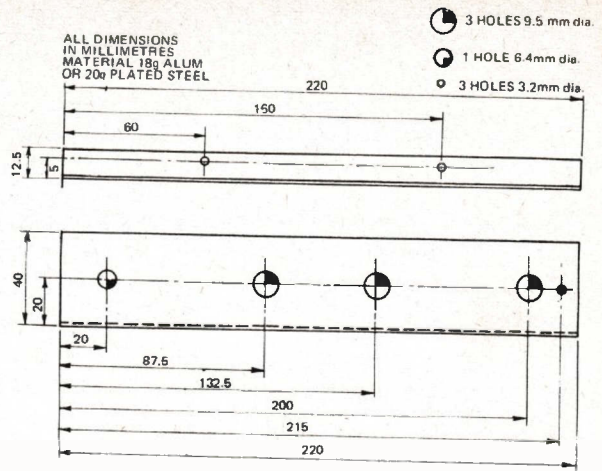 3 HOLES 9.5 mm dia.
ALL DIMENSIONS
IN MILLIMETRES
MATERIAL 18g ALUM
OR 20g PLATED STEEL
1 HOLE 6.4mm dia.
3 HOLES 3.2mm dia.
220
160
60
12.5
5
40
20
20
87.5
132.5
200
215
220